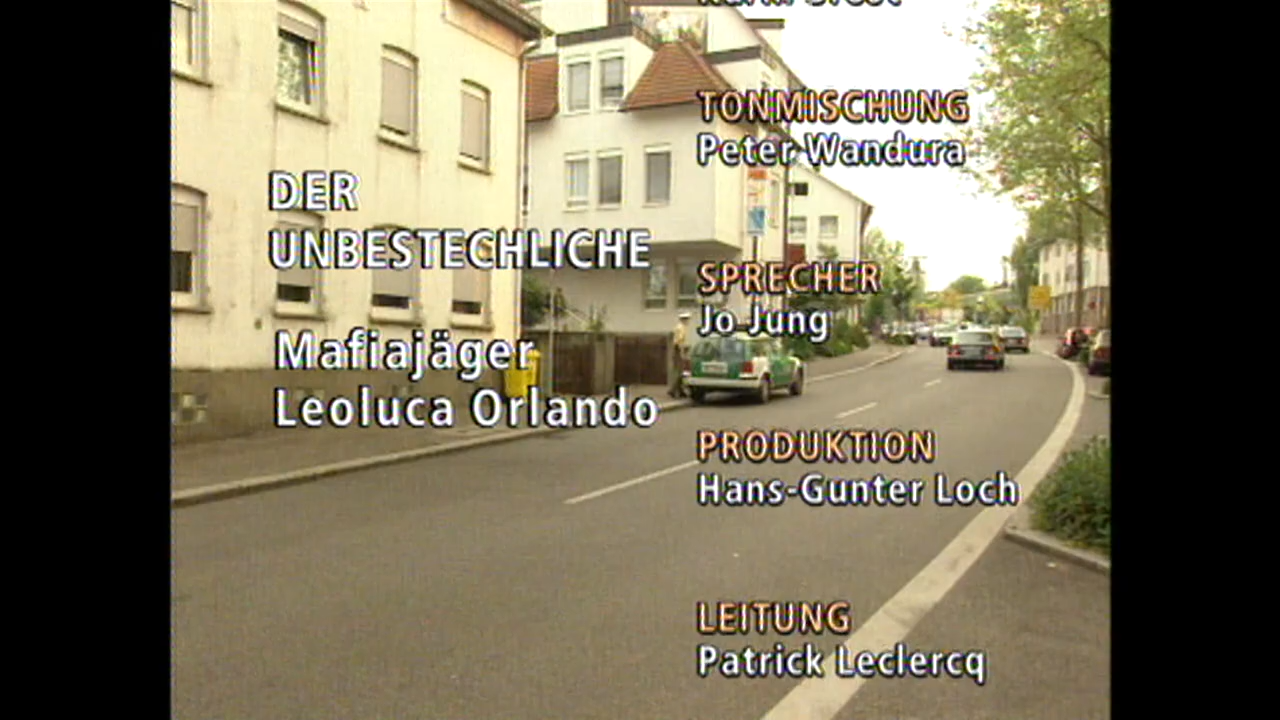 DER
UNBESTECHLICHE
Mafiajäger
Leoluca Orlando
TONMISCHUNG
Peter Wandura
SPRECHER
Jo Jung
PRODUKTION
Hans-Gunter Loch
LEITUNG
Patrick Leclercq